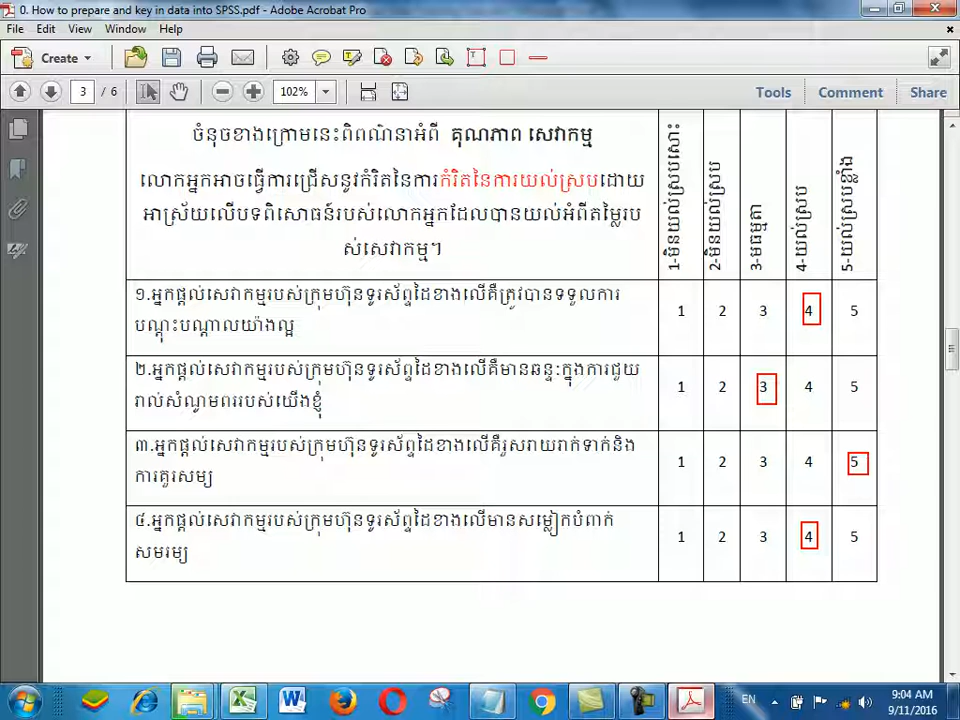 0. How to prepare and key in data into SPSS.pdf - Adobe Acrobat Pro
File Edit View Window Help
Create
3 / 6 102% Tools Comment Share
ចំនុចខាងក្រោមនេះពិពណ៌នាអំពី គុណភាព សេវាកម្ម
លោកអ្នកអាចធ្វើការជ្រើសនូវកំរិតនៃការកំរិតនៃការយល់ស្របដោយ
អាស្រ័យលើបទពិសោធន៍របស់លោកអ្នកដែលបានយល់អំពីតម្លៃរប
ស់សេវាកម្ម។
1-មិនយល់ស្របសោះ
2-មិនយល់ស្រប
3-មធម្មតា
4-យល់ស្រប
5-យល់ស្របខ្លាំង
១.អ្នកផ្តល់សេវាកម្មរបស់ក្រុមហ៊ុនទូរស័ព្ទដៃខាងលើគឺត្រូវបានទទួលការ
បណ្តុះបណ្តាលយ៉ាងល្អ
1 2 3 4 5
២.អ្នកផ្តល់សេវាកម្មរបស់ក្រុមហ៊ុនទូរស័ព្ទដៃខាងលើគឺមានឆន្ទៈក្នុងការជួយ
រាល់សំណូមពររបស់យើងខ្ញុំ
1 2 3 4 5
៣.អ្នកផ្តល់សេវាកម្មរបស់ក្រុមហ៊ុនទូរស័ព្ទដៃខាងលើគឺរួសរាយរាក់ទាក់និង
ការគួរសម្យ
1 2 3 4 5
៤.អ្នកផ្តល់សេវាកម្មរបស់ក្រុមហ៊ុនទូរស័ព្ទដៃខាងលើមានសម្លៀកបំពាក់
សមរម្យ
1 2 3 4 5
EN
9:04 AM
9/11/2016